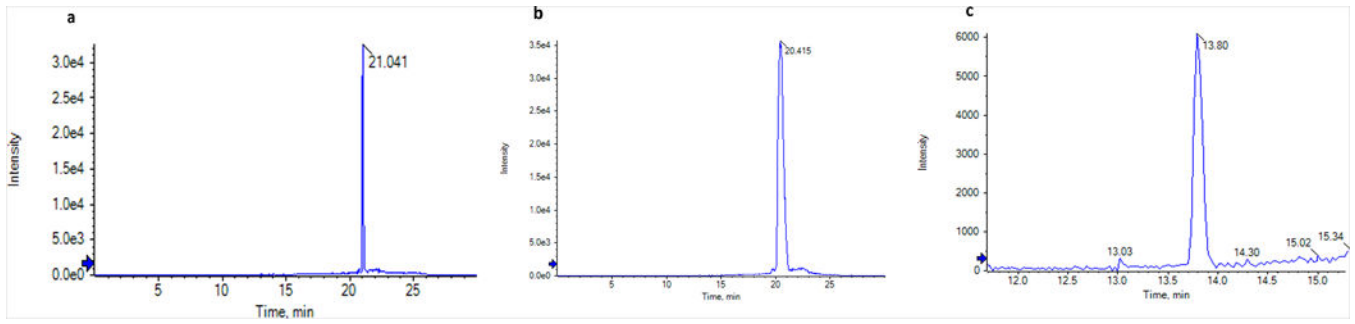 a
21.041
3.0e4
2.5e4
2.0e4
1.5e4
1.0e4
5.0e3
0.0e0
Intensity
5 10 15 20 25
Time, min
b
20.415
3.5e4
3.0e4
2.5e4
2.0e4
1.5e4
1.0e4
5.0e3
0.0e0
Intensity
5 10 15 20 25
Time, min
c
13.80
6000
5000
4000
3000
2000
1000
0
Intensity
13.03 14.30 15.02 15.34
12.0 12.5 13.0 13.5 14.0 14.5 15.0
Time, min